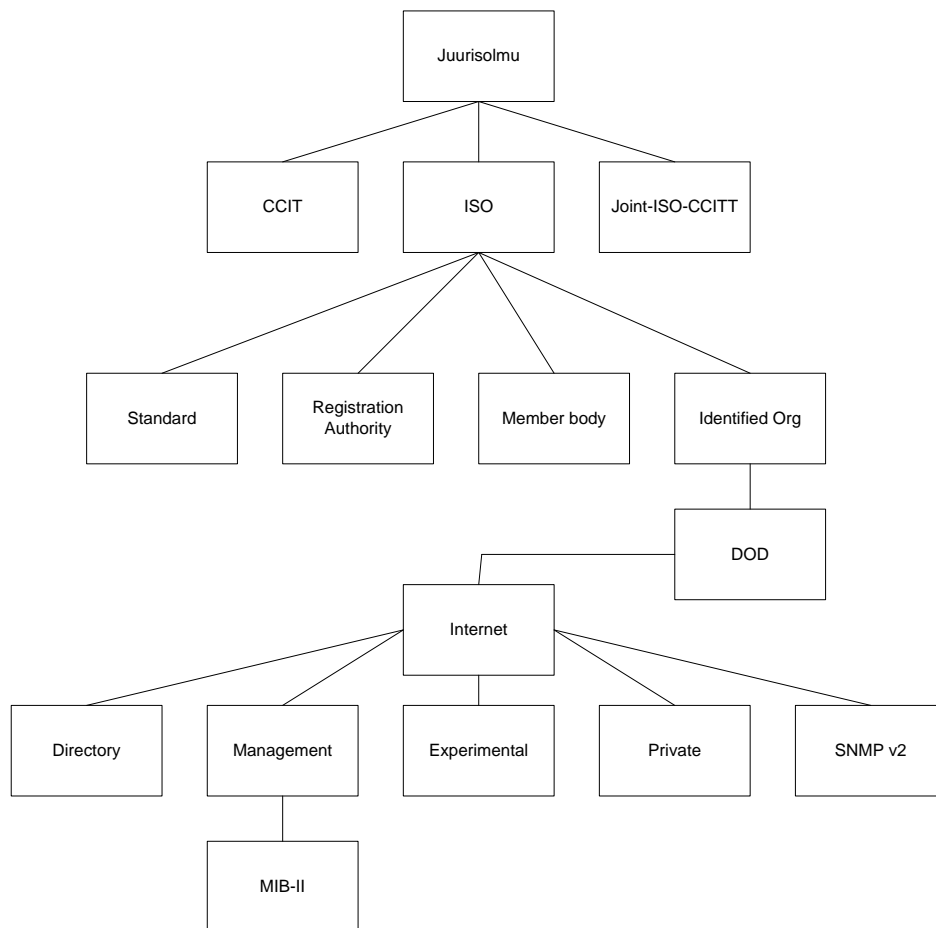 Juurisolmu
CCIT
ISO
Joint-ISO-CCITT
Standard
Registration
Authority
Member body
Identified Org
DOD
Internet
Directory
Management
Experimental
Private
SNMP v2
MIB-II